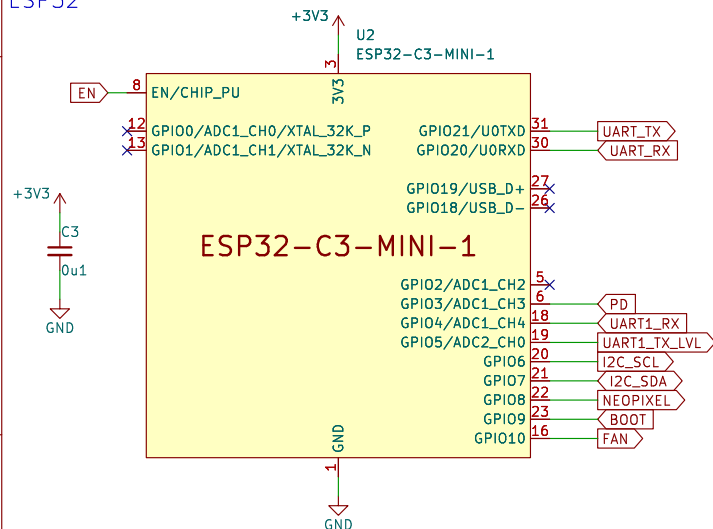 ESP32
+3V3
U2
ESP32-C3-MINI-1
3
3V3
EN
8
EN/CHIP_PU
12
GPIO0/ADC1_CH0/XTAL_32K_P
13
GPIO1/ADC1_CH1/XTAL_32K_N
GPIO21/U0TXD
31
UART_TX
GPIO20/U0RXD
30
UART_RX
GPIO19/USB_D+
27
GPIO18/USB_D-
26
+3V3
C3
0u1
GND
ESP32-C3-MINI-1
GPIO2/ADC1_CH2
5
GPIO3/ADC1_CH3
6
PD
GPIO4/ADC1_CH4
18
UART1_RX
GPIO5/ADC2_CH0
19
UART1_TX_LVL
GPIO6
20
I2C_SCL
GPIO7
21
I2C_SDA
GPIO8
22
NEOPIXEL
GPIO9
23
BOOT
GPIO10
16
FAN
GND
1
GND